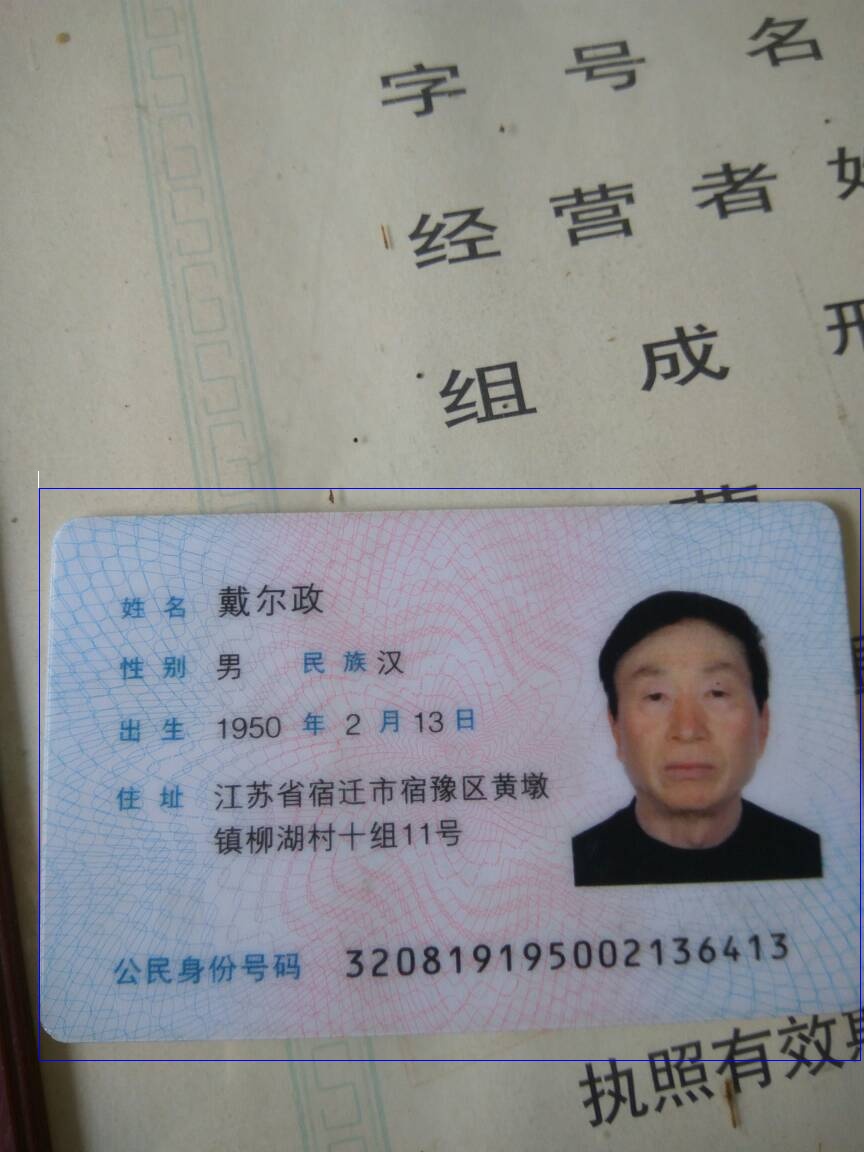 字号名
经营者姓
组成形
姓名 戴尔政
性别 男 民族 汉
出生 1950 年 2 月 13 日
住址 江苏省宿迁市宿豫区黄墩
镇柳湖村十组11号
公民身份号码 320819195002136413
执照有效期